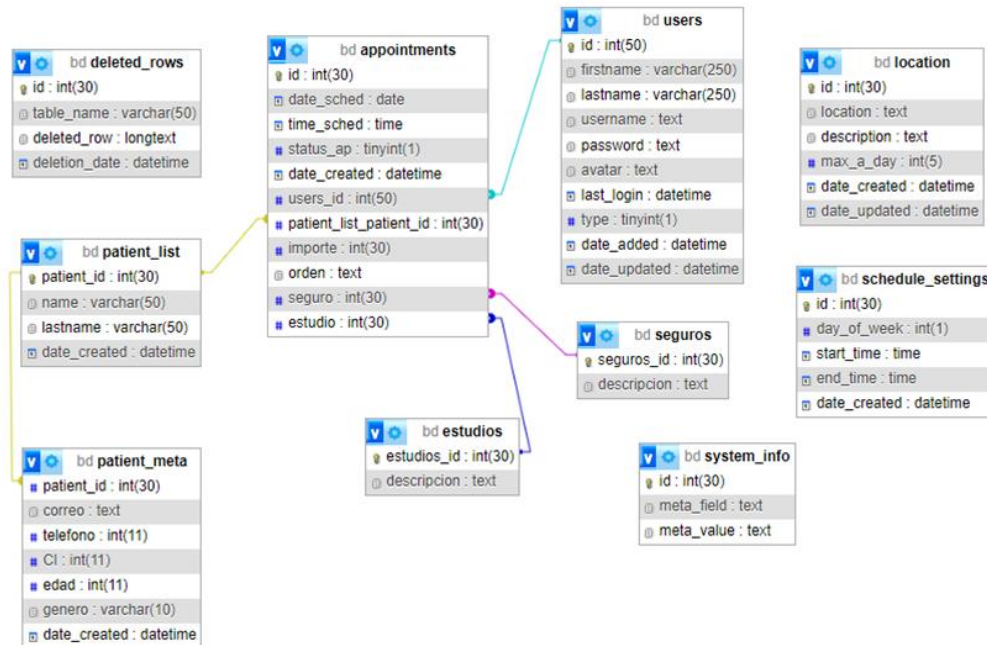 bd deleted_rows
id : int(30)
table_name : varchar(50)
deleted_row : longtext
deletion_date : datetime
bd appointments
id : int(30)
date_sched : date
time_sched : time
status_ap : tinyint(1)
date_created : datetime
users_id : int(50)
patient_list_patient_id : int(30)
importe : int(30)
orden : text
seguro : int(30)
estudio : int(30)
bd users
id : int(50)
firstname : varchar(250)
lastname : varchar(250)
username : text
password : text
avatar : text
last_login : datetime
type : tinyint(1)
date_added : datetime
date_updated : datetime
bd location
id : int(30)
location : text
description : text
max_a_day : int(5)
date_created : datetime
date_updated : datetime
bd patient_list
patient_id : int(30)
name : varchar(50)
lastname : varchar(50)
date_created : datetime
bd schedule_settings
id : int(30)
day_of_week : int(1)
start_time : time
end_time : time
date_created : datetime
bd seguros
seguros_id : int(30)
descripcion : text
bd estudios
estudios_id : int(30)
descripcion : text
bd system_info
id : int(30)
meta_field : text
meta_value : text
bd patient_meta
patient_id : int(30)
correo : text
telefono : int(11)
CI : int(11)
edad : int(11)
genero : varchar(10)
date_created : datetime